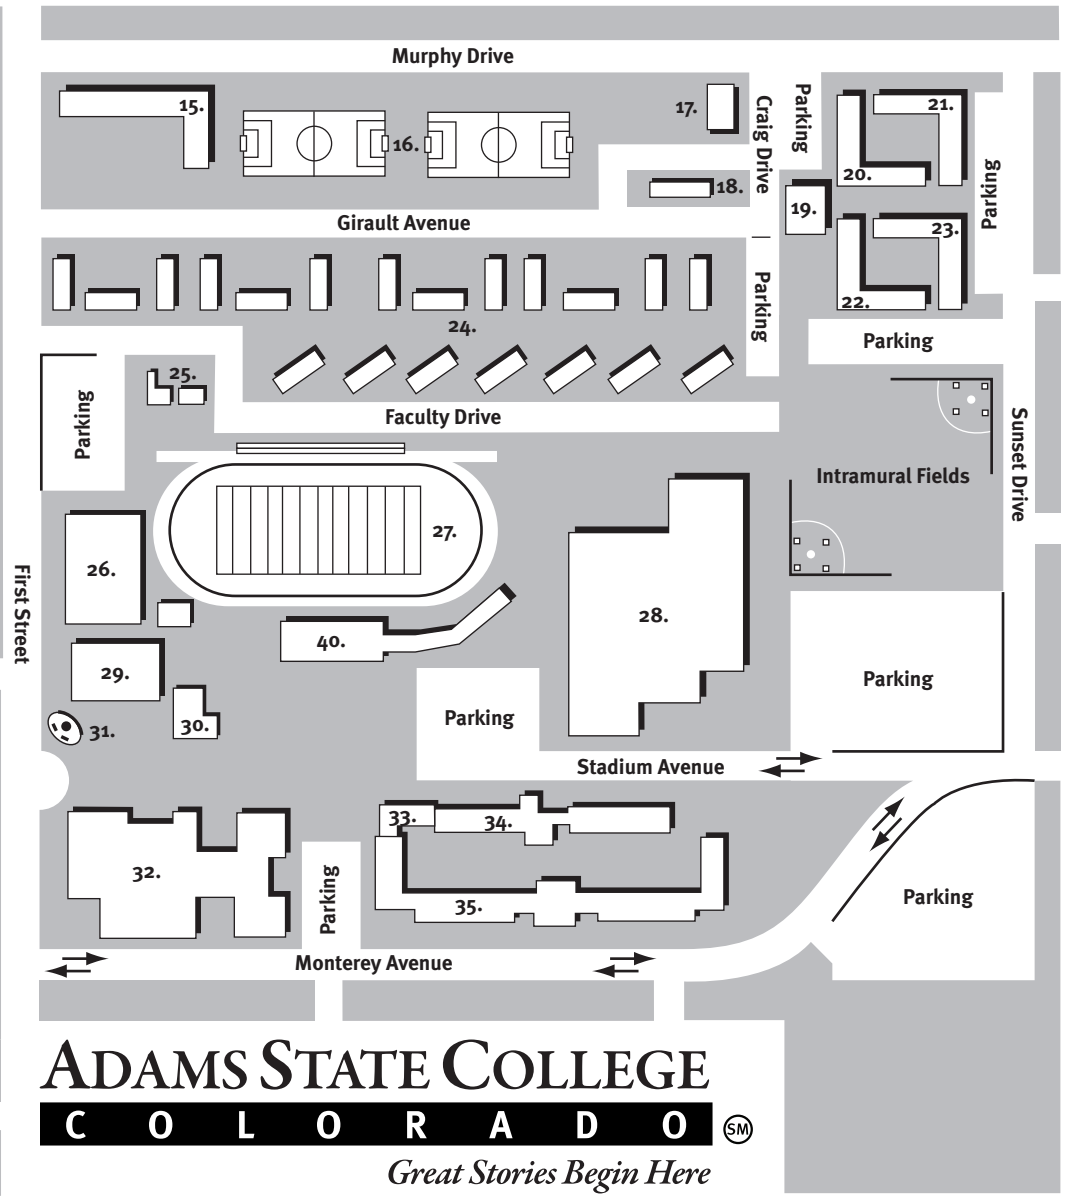 Murphy Drive
15.
16.
17.
Craig Drive
Parking
21.
20.
Parking
18.
19.
Girault Avenue
23.
22.
24.
Parking
Parking
25.
Parking
Faculty Drive
Sunset Drive
Intramural Fields
27.
26.
First Street
28.
40.
29.
Parking
30.
31.
Parking
Stadium Avenue
33.
34.
32.
Parking
35.
Parking
Monterey Avenue
ADAMS STATE COLLEGE
COLORADO SM
Great Stories Begin Here